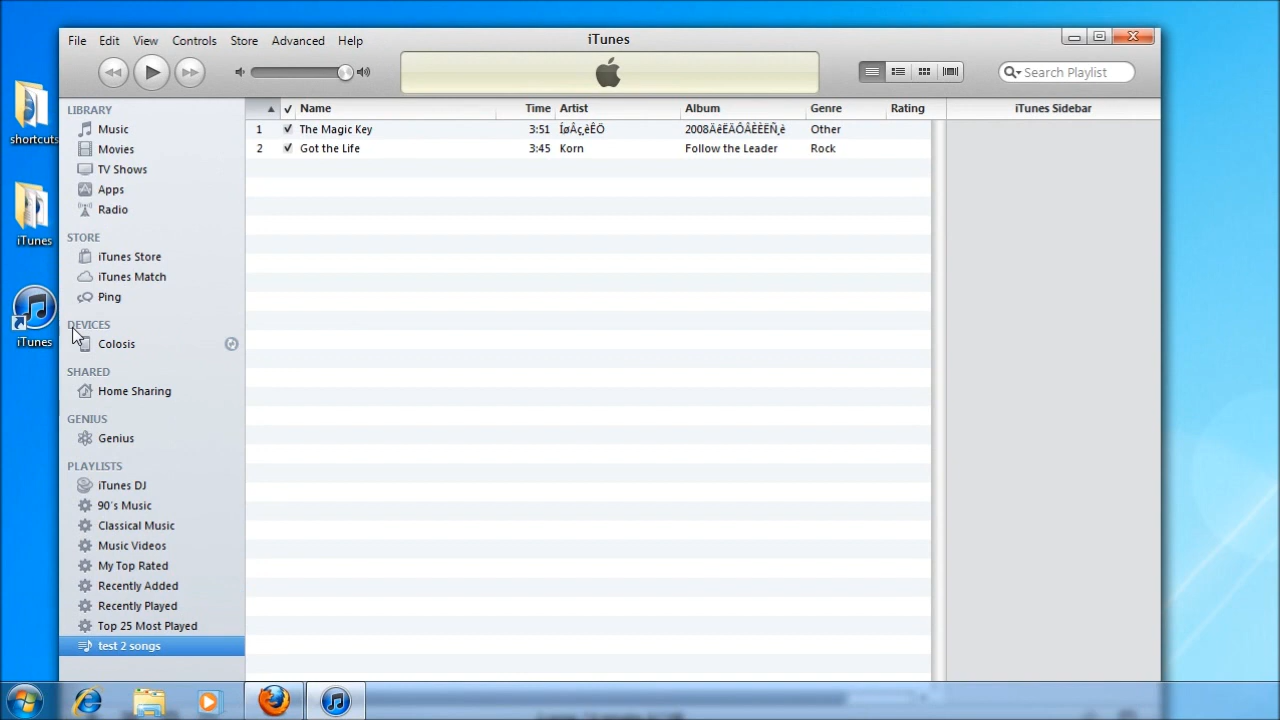 File Edit View Controls Store Advanced Help
iTunes
Search Playlist
shortcuts
iTunes
iTunes
LIBRARY
Music
Movies
TV Shows
Apps
Radio
STORE
iTunes Store
iTunes Match
Ping
DEVICES
Colosis
SHARED
Home Sharing
GENIUS
Genius
PLAYLISTS
iTunes DJ
90's Music
Classical Music
Music Videos
My Top Rated
Recently Added
Recently Played
Top 25 Most Played
test 2 songs
Name Time Artist Album Genre Rating
1 The Magic Key 3:51 ÍøÂç¸èÊÖ 2008ÄêËÄÔÂÈÈÈÑ¸è Other
2 Got the Life 3:45 Korn Follow the Leader Rock
iTunes Sidebar